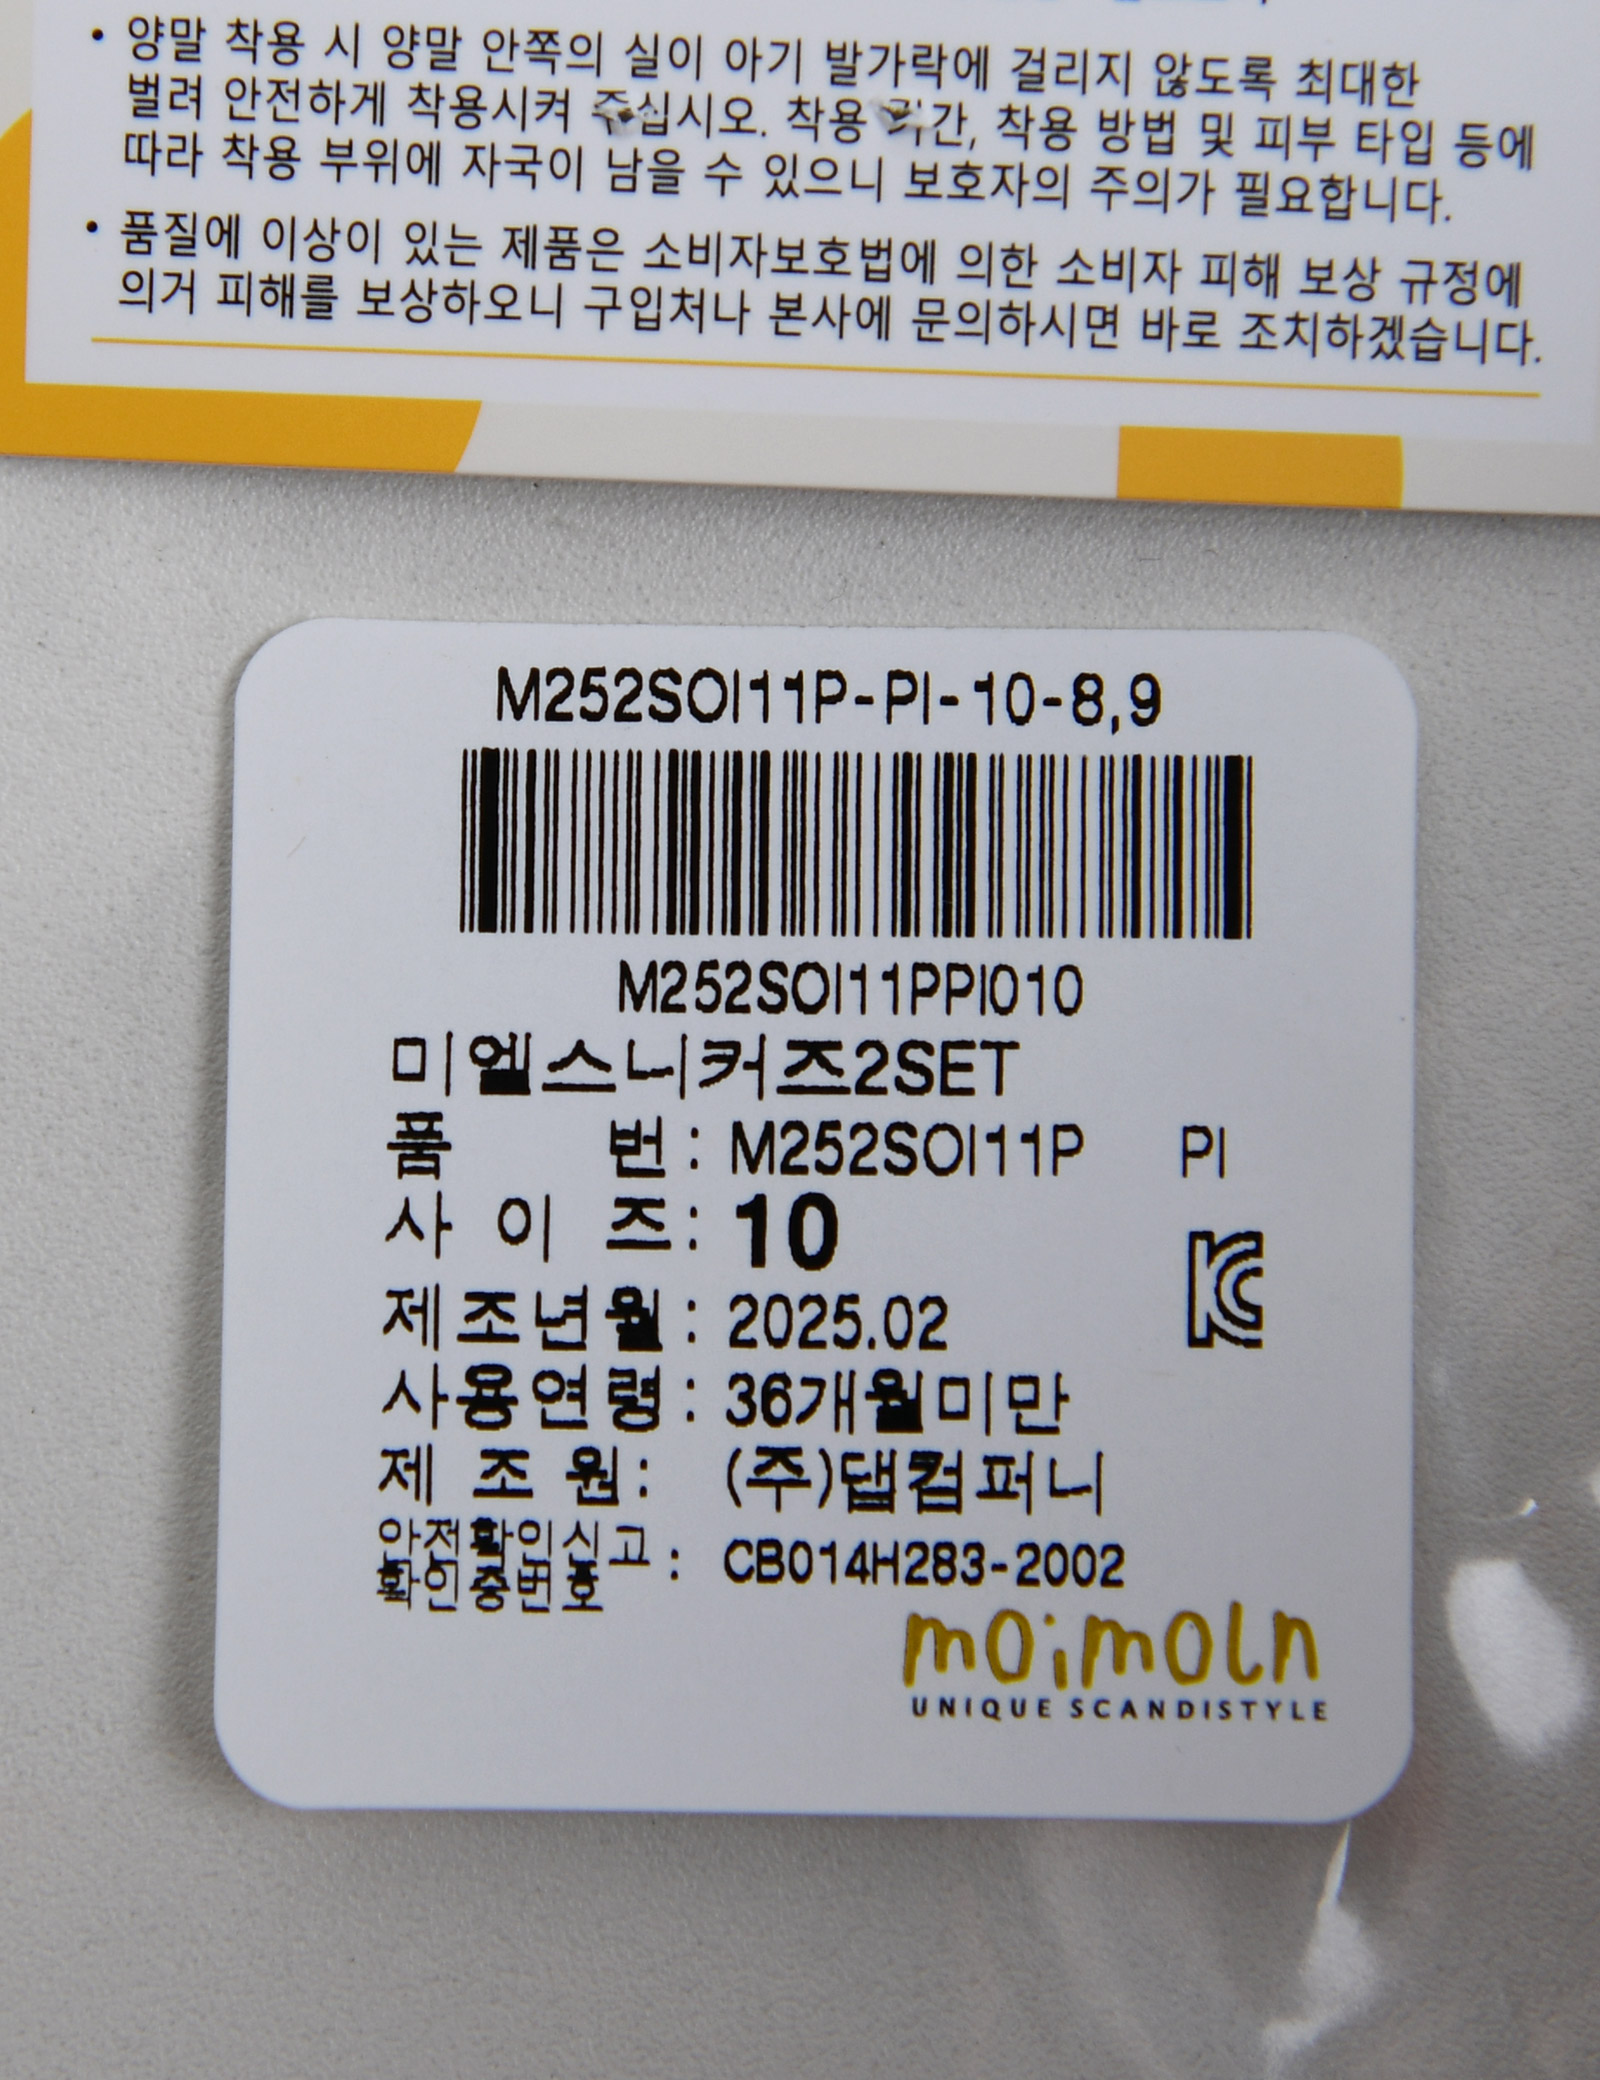 • 양말 착용 시 양말 안쪽의 실이 아기 발가락에 걸리지 않도록 최대한
벌려 안전하게 착용시켜 주십시오. 착용 시간, 착용 방법 및 피부 타입 등에
따라 착용 부위에 자국이 남을 수 있으니 보호자의 주의가 필요합니다.
• 품질에 이상이 있는 제품은 소비자보호법에 의한 소비자 피해 보상 규정에
의거 피해를 보상하오니 구입처나 본사에 문의하시면 바로 조치하겠습니다.
M252SOI11P-PI-10-8,9
M252SOI11PPI010
미엘스니커즈2SET
품 번: M252SOI11P PI
사 이 즈: 10
제조년월: 2025.02
사용연령: 36개월미만
제 조 원: (주)댑컴퍼니
안전확인신고
확인증번호 : CB014H283-2002
moimoln
UNIQUE SCANDISTYLE